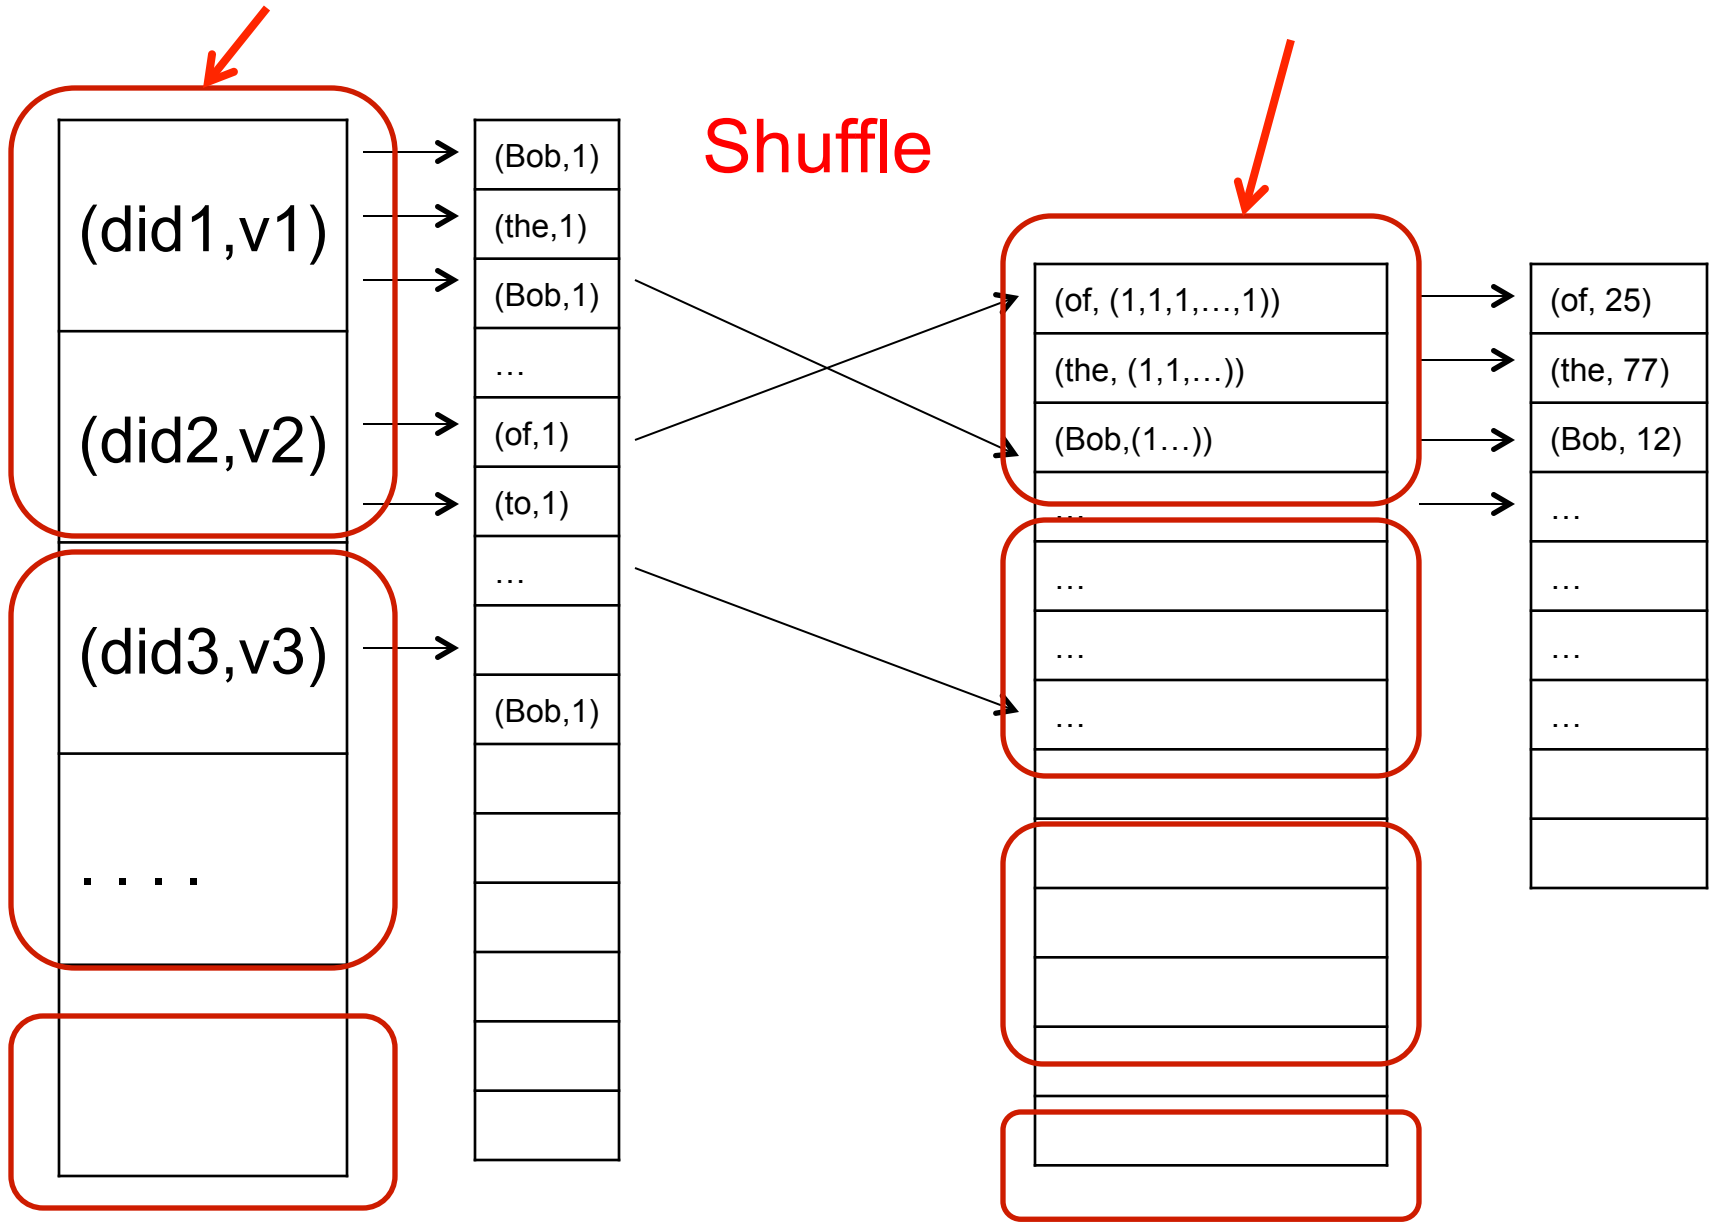 Shuffle
(did1,v1)
(did2,v2)
(did3,v3)
. . . .
(Bob,1)
(the,1)
(Bob,1)
…
(of,1)
(to,1)
…
(Bob,1)
(of, (1,1,1,…,1))
(the, (1,1,…))
(Bob,(1…))
…
…
…
…
(of, 25)
(the, 77)
(Bob, 12)
…
…
…
…